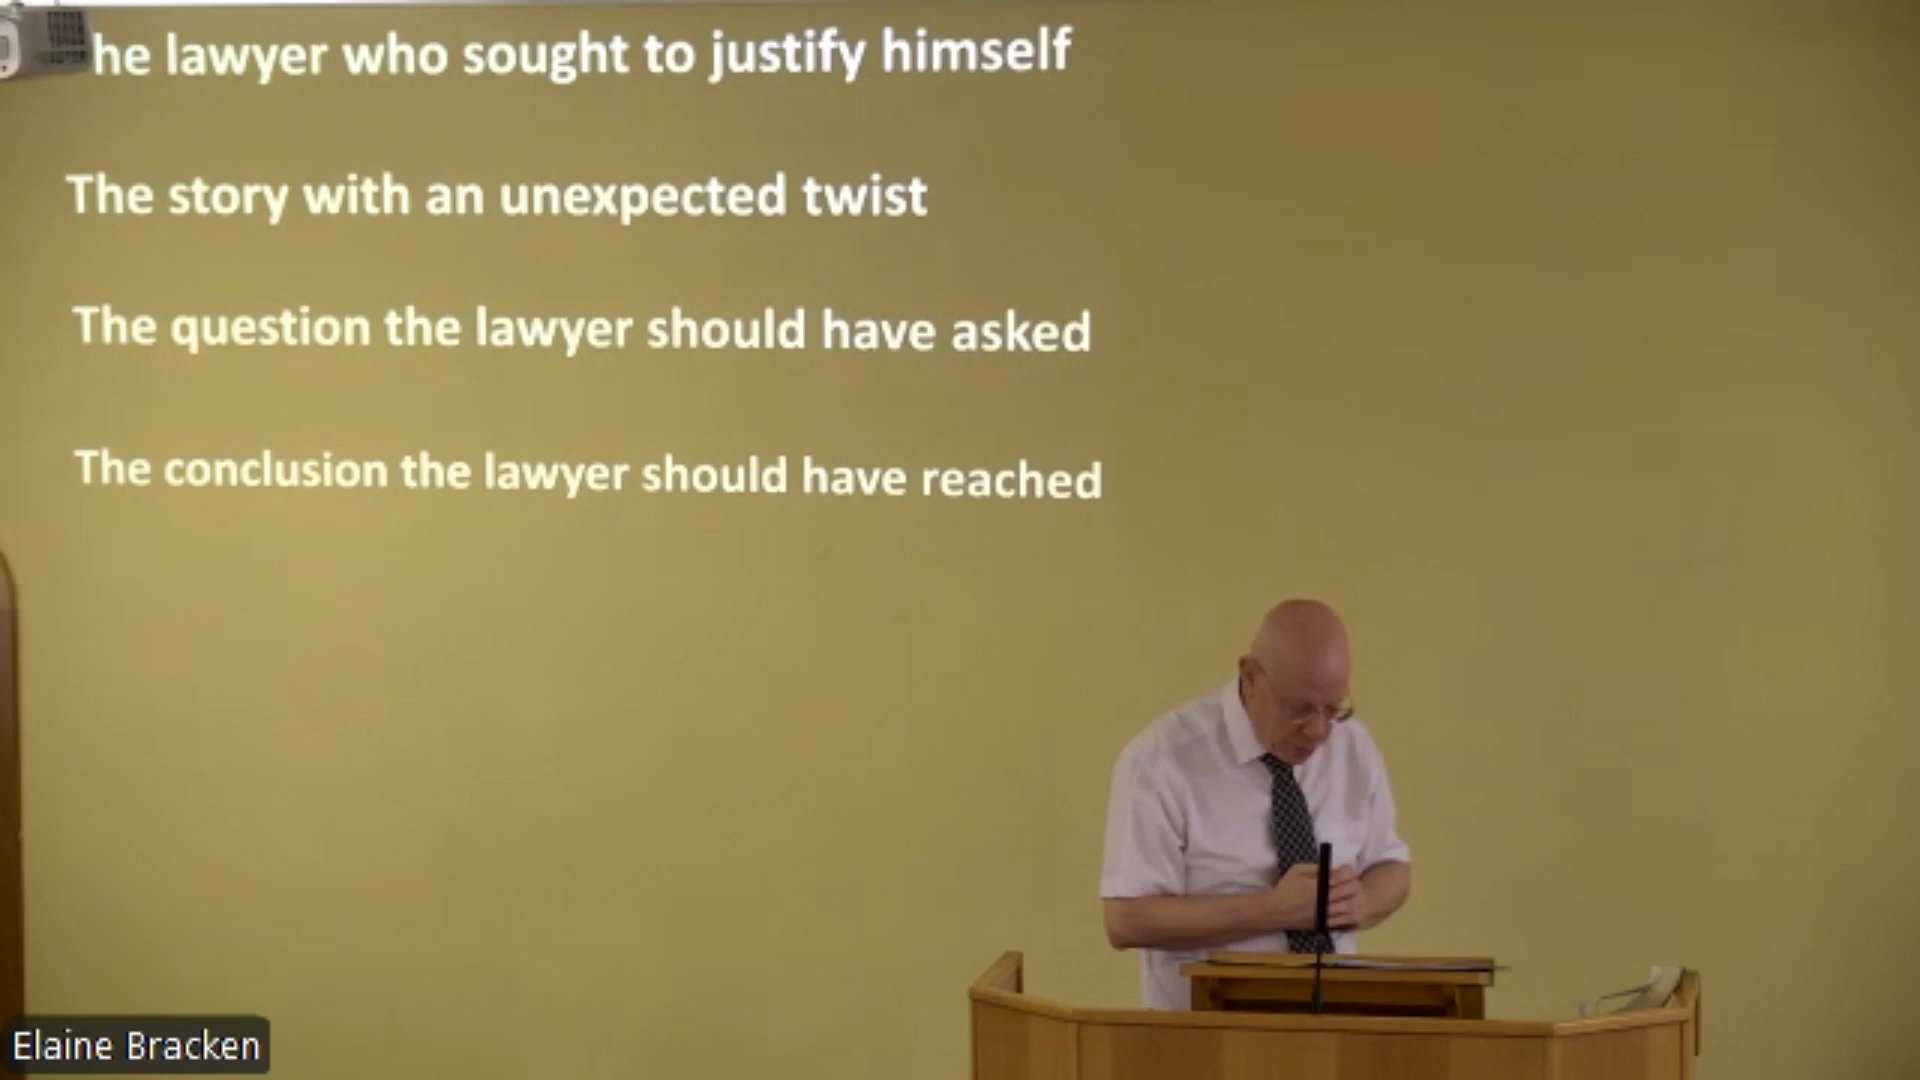 he lawyer who sought to justify himself
The story with an unexpected twist
The question the lawyer should have asked
The conclusion the lawyer should have reached
Elaine Bracken